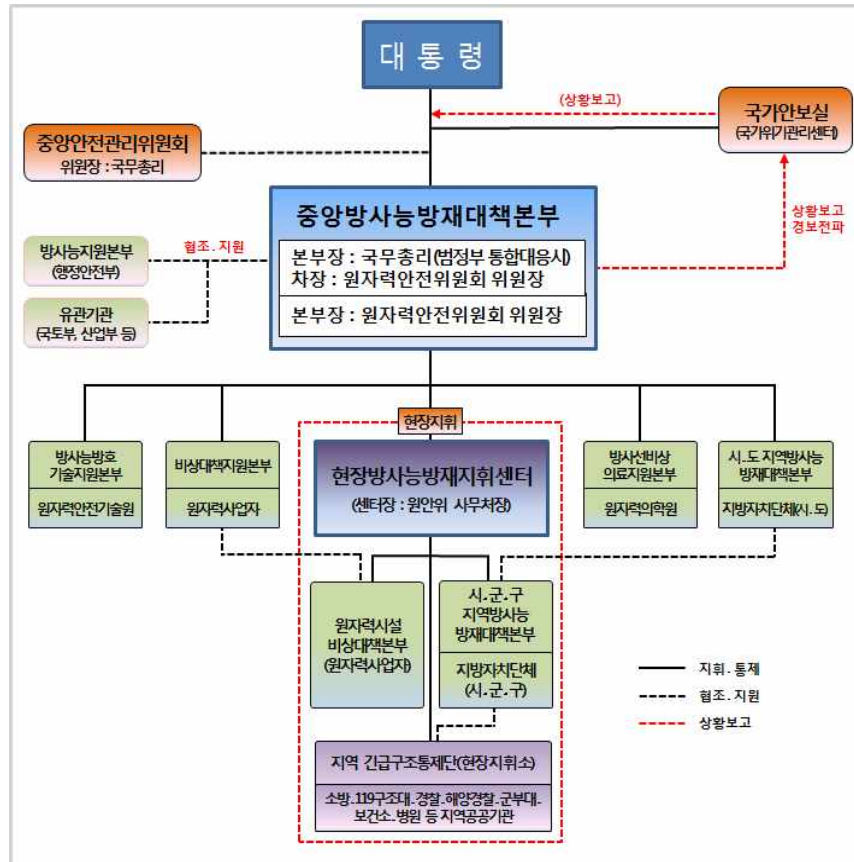 대통령
(상황보고)
국가안보실
(국가위기관리센터)
중앙안전관리위원회
위원장 : 국무총리
상황보고
경보전파
중앙방사능방재대책본부
본부장 : 국무총리(범정부 통합대응시)
차장 : 원자력안전위원회 위원장
본부장 : 원자력안전위원회 위원장
방사능지원본부
(행정안전부)
협조.지원
유관기관
(국토부, 산업부 등)
현장지휘
방사능방호
기술지원본부
원자력안전기술원
비상대책지원본부
원자력사업자
현장방사능방재지휘센터
(센터장 : 원안위 사무처장)
방사선비상
의료지원본부
원자력의학원
시.도 지역방사능
방재대책본부
지방자치단체(시.도)
원자력시설
비상대책본부
(원자력사업자)
시.군.구
지역방사능
방재대책본부
지방자치단체
(시.군.구)
지휘.통제
협조.지원
상황보고
지역 긴급구조통제단(현장지휘소)
소방.119구조대.경찰.해양경찰.군부대.
보건소.병원 등 지역공공기관